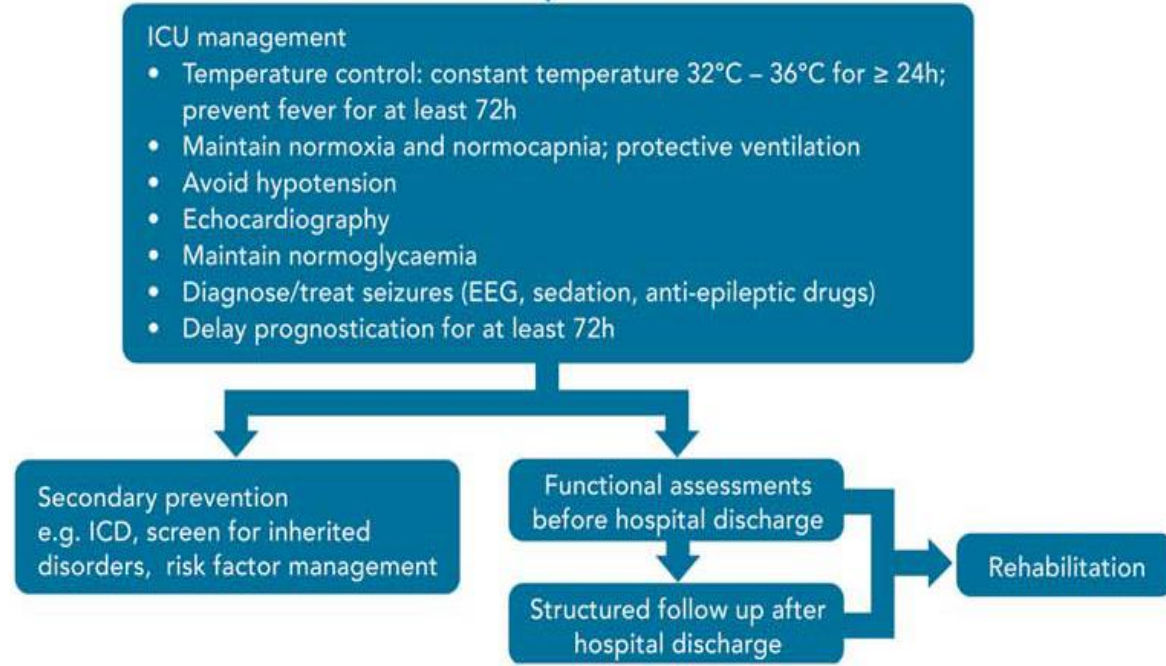 ICU management
• Temperature control: constant temperature 32°C – 36°C for ≥ 24h;
prevent fever for at least 72h
• Maintain normoxia and normocapnia; protective ventilation
• Avoid hypotension
• Echocardiography
• Maintain normoglycaemia
• Diagnose/treat seizures (EEG, sedation, anti-epileptic drugs)
• Delay prognostication for at least 72h
Secondary prevention
e.g. ICD, screen for inherited
disorders, risk factor management
Functional assessments
before hospital discharge
Structured follow up after
hospital discharge
Rehabilitation